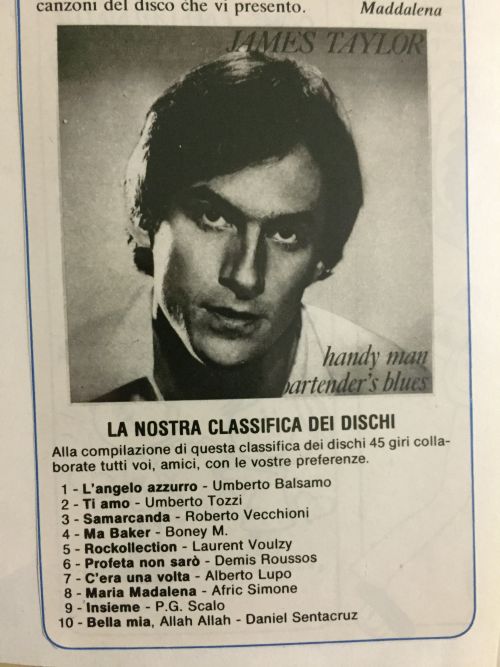 canzoni del disco che vi presento.
Maddalena
JAMES TAYLOR
handy man
bartender's blues
LA NOSTRA CLASSIFICA DEI DISCHI
Alla compilazione di questa classifica dei dischi 45 giri colla-
borate tutti voi, amici, con le vostre preferenze.
1 - L'angelo azzurro - Umberto Balsamo
2 - Ti amo - Umberto Tozzi
3 - Samarcanda - Roberto Vecchioni
4 - Ma Baker - Boney M.
5 - Rockollection - Laurent Voulzy
6 - Profeta non sarò - Demis Roussos
7 - C'era una volta - Alberto Lupo
8 - Maria Madalena - Afric Simone
9 - Insieme - P.G. Scalo
10 - Bella mia, Allah Allah - Daniel Sentacruz